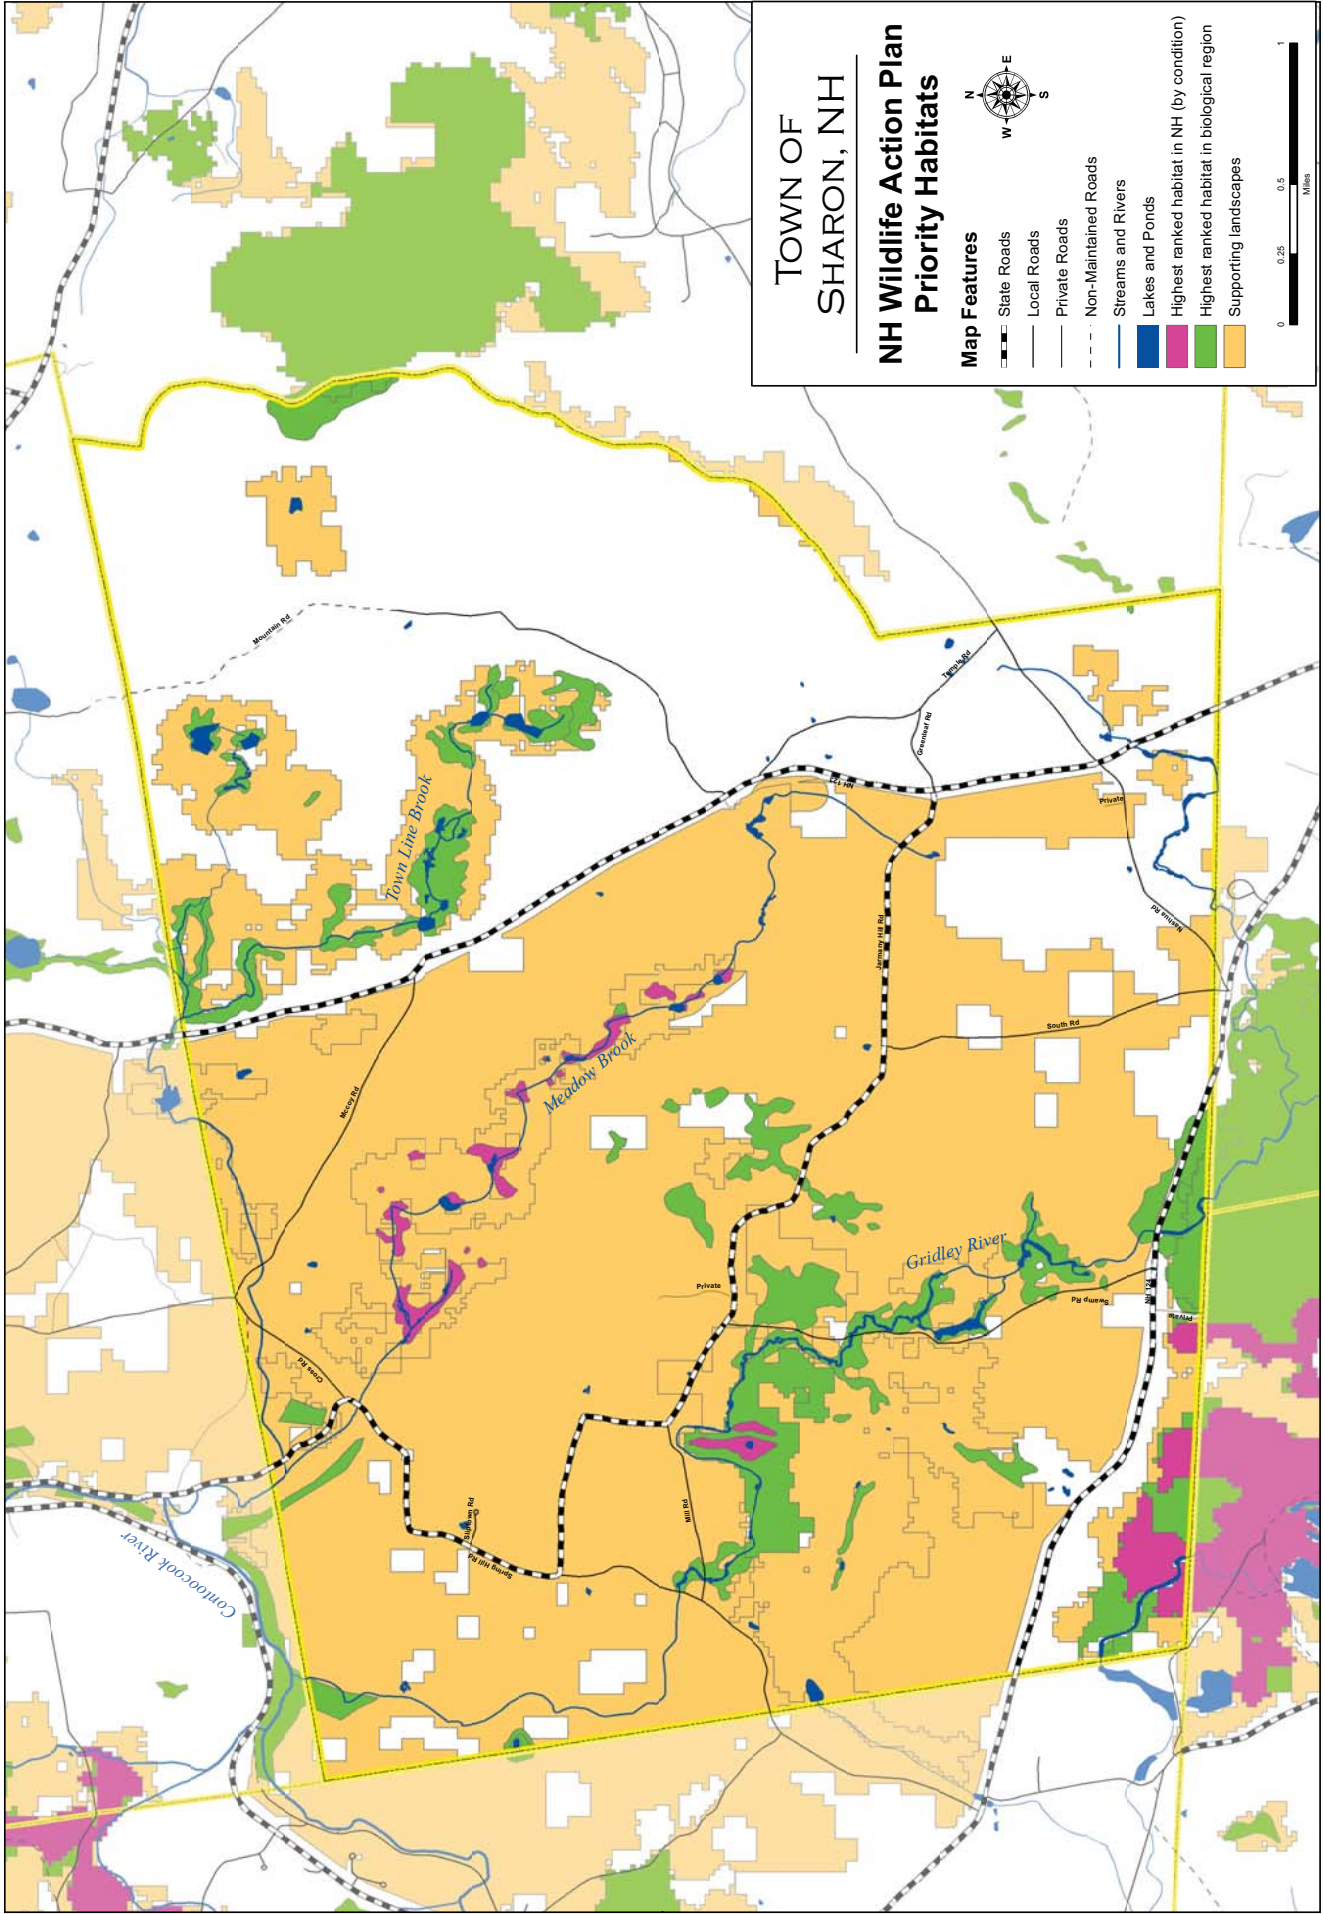 TOWN OF
SHARON, NH
NH Wildlife Action Plan
Priority Habitats
N
W
E
S
Map Features
State Roads
Local Roads
Private Roads
Non-Maintained Roads
Streams and Rivers
Lakes and Ponds
Highest ranked habitat in NH (by condition)
Highest ranked habitat in biological region
Supporting landscapes
0
0.25
0.5
1
Miles
Contoocook River
Cross Rd
Mccoy Rd
Town Line Brook
Mountain Rd
Sliptown Rd
Spring Hill Rd
Meadow Brook
Mill Rd
Private
NH 123
Jarmany Hill Rd
Greenleaf Rd
Temple Rd
Gridley River
Swamp Rd
South Rd
Private
Nashua Rd
NH 124
Private